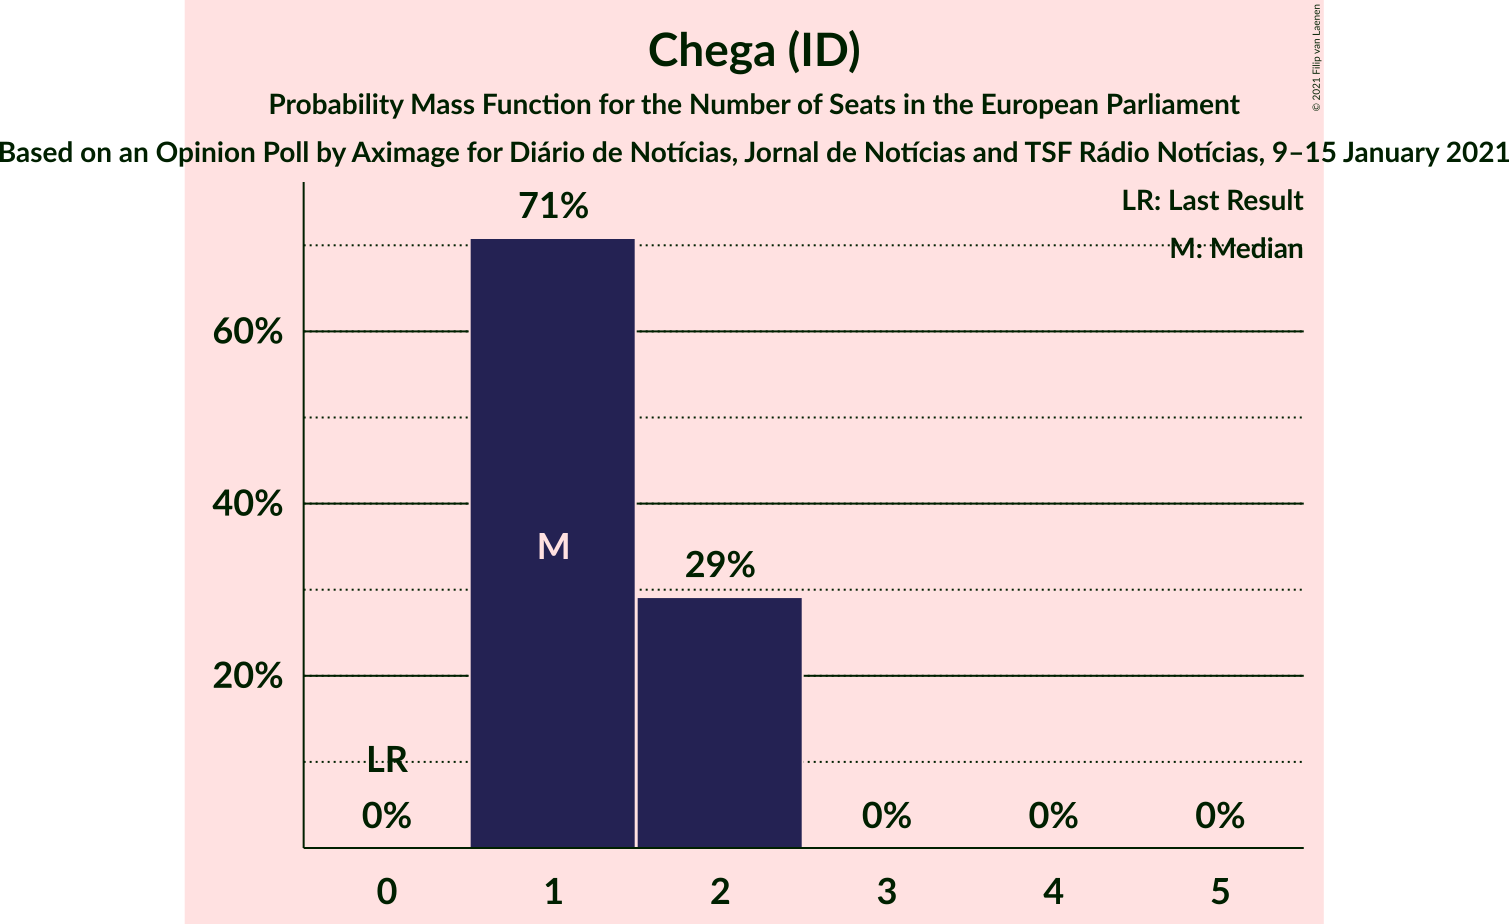 Chega (ID)
Probability Mass Function for the Number of Seats in the European Parliament
Based on an Opinion Poll by Aximage for Diário de Notícias, Jornal de Notícias and TSF Rádio Notícias, 9–15 January 2021
© 2021 Filip van Laenen
LR: Last Result
M: Median
71%
60%
40%
M
29%
20%
LR
0%
0%
0%
0%
0
1
2
3
4
5